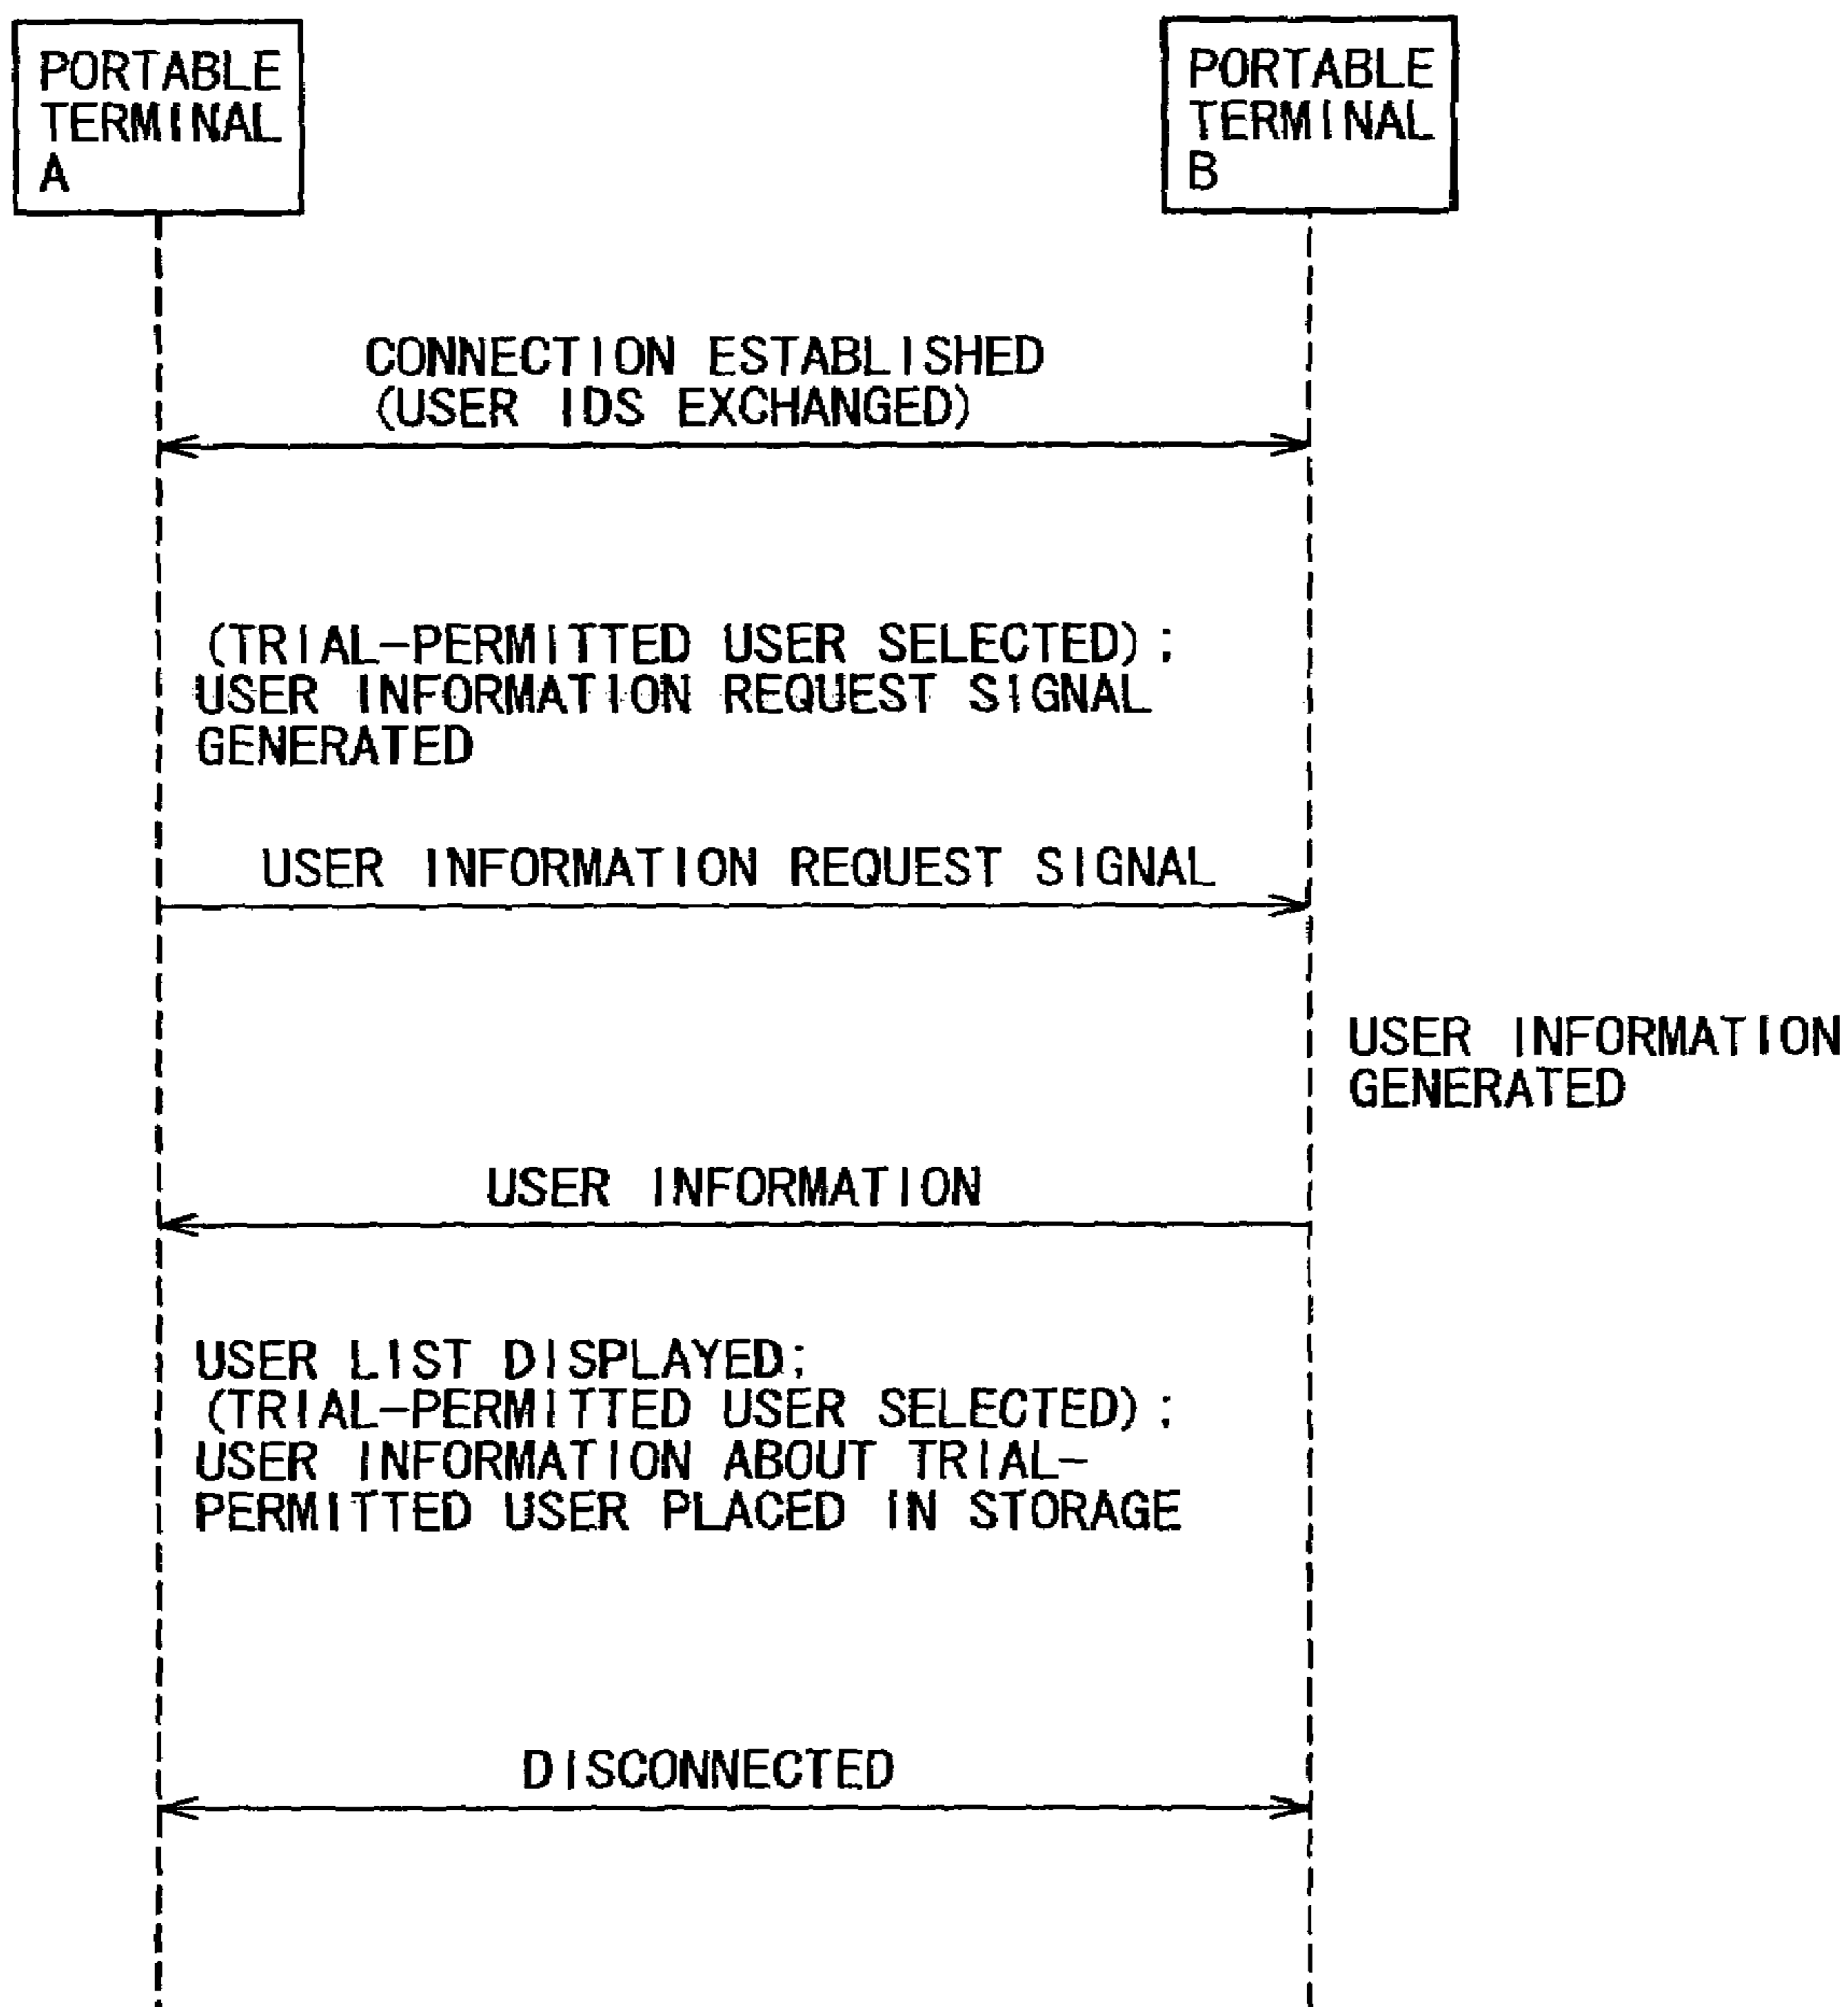 PORTABLE
TERMINAL
A
PORTABLE
TERMINAL
B
CONNECTION ESTABLISHED
(USER IDS EXCHANGED)
(TRIAL-PERMITTED USER SELECTED);
USER INFORMATION REQUEST SIGNAL
GENERATED
USER INFORMATION REQUEST SIGNAL
USER INFORMATION
GENERATED
USER INFORMATION
USER LIST DISPLAYED;
(TRIAL-PERMITTED USER SELECTED);
USER INFORMATION ABOUT TRIAL-
PERMITTED USER PLACED IN STORAGE
DISCONNECTED